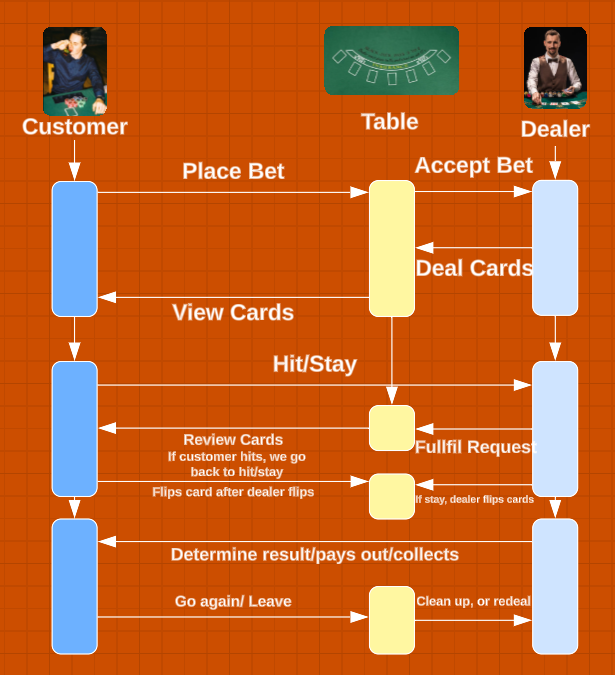 Customer
Table
Dealer
Place Bet
Accept Bet
Deal Cards
View Cards
Hit/Stay
Review Cards
If customer hits, we go
back to hit/stay
Fullfil Request
Flips card after dealer flips
If stay, dealer flips cards
Determine result/pays out/collects
Go again/ Leave
Clean up, or redeal